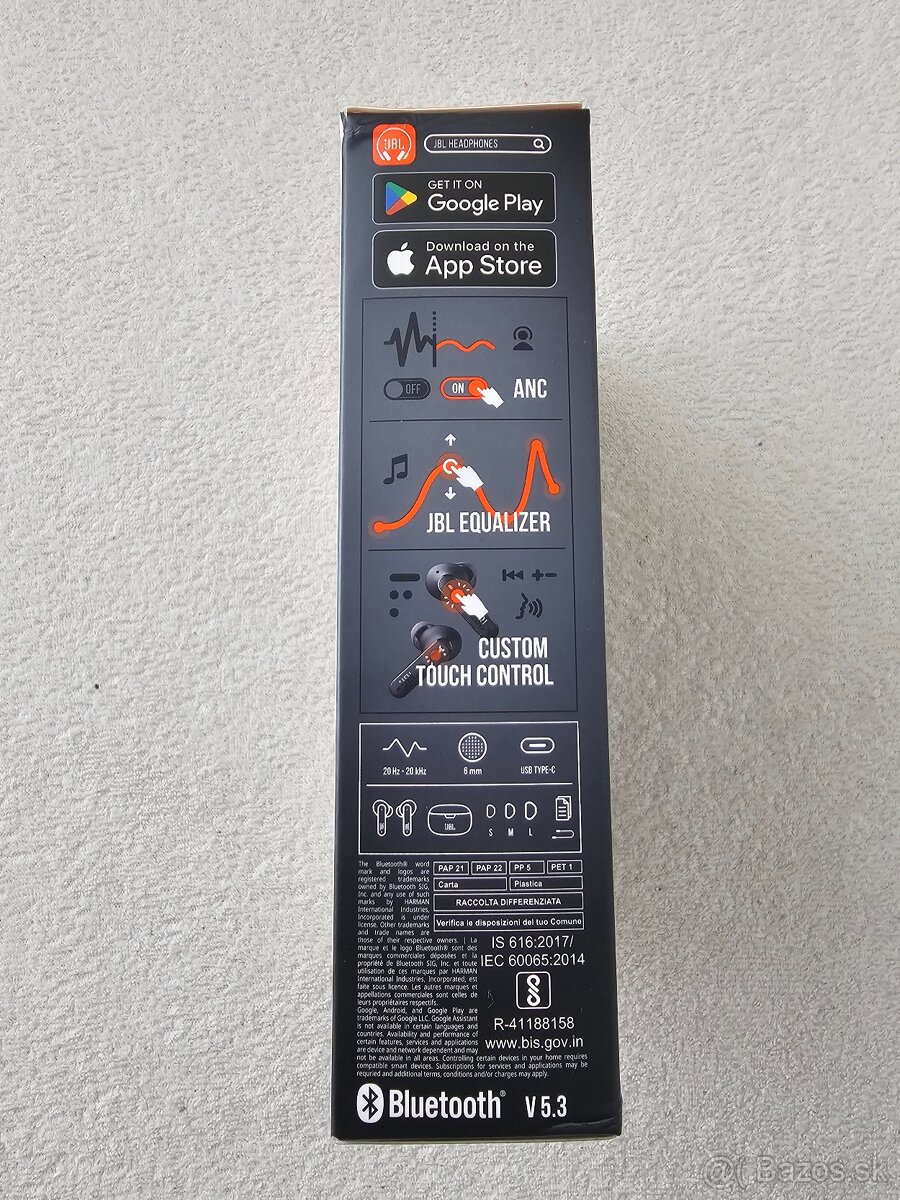 JBL
JBL HEADPHONES
GET IT ON
Google Play
Download on the
App Store
OFF
ON
ANC
JBL EQUALIZER
CUSTOM
TOUCH CONTROL
20 Hz - 20 kHz
6 mm
USB TYPE-C
JBL
S M L
The Bluetooth® word
mark and logos are
registered trademarks
owned by Bluetooth SIG,
Inc. and any use of such
marks by HARMAN
International Industries,
Incorporated is under
license. Other trademarks
and trade names are
those of their respective owners. | La
marque et le logo Bluetooth® sont des
marques commerciales déposées et la
propriété de Bluetooth SIG, Inc. et toute
utilisation de ces marques par HARMAN
International Industries, Incorporated, est
faite sous licence. Les autres marques et
appellations commerciales sont celles de
leurs propriétaires respectifs.
Google, Android, and Google Play are
trademarks of Google LLC. Google Assistant
is not available in certain languages and
countries. Availability and performance of
certain features, services and applications
are device and network dependent and may
not be available in all areas. Controlling certain devices in your home requires
compatible smart devices. Subscriptions for services and applications may be
requried and additional terms, conditions and/or charges may apply.
PAP 21 PAP 22 PP 5 PET 1
Carta Plastica
RACCOLTA DIFFERENZIATA
Verifica le disposizioni del tuo Comune
IS 616:2017/
IEC 60065:2014
R-41188158
www.bis.gov.in
Bluetooth® V 5.3
@( Bazos.sk